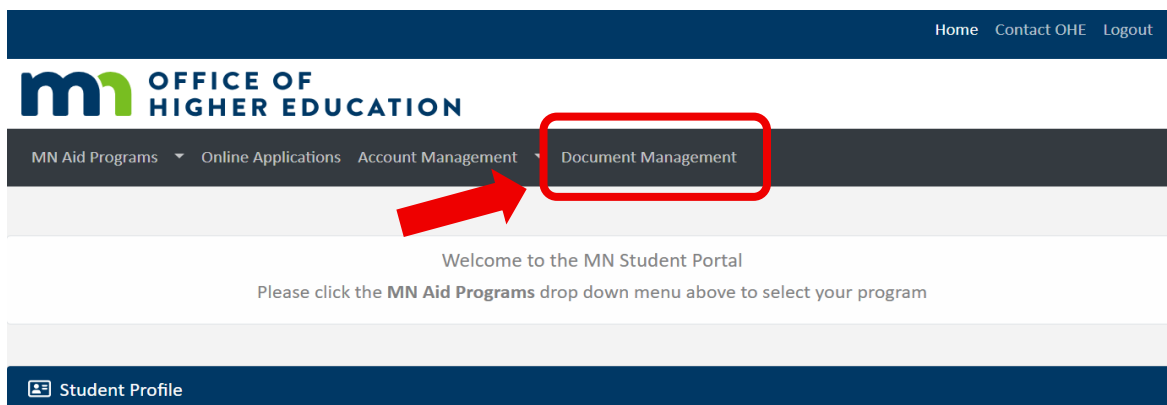 Home Contact OHE Logout
mn OFFICE OF
HIGHER EDUCATION
MN Aid Programs Online Applications Account Management Document Management
Welcome to the MN Student Portal
Please click the MN Aid Programs drop down menu above to select your program
Student Profile